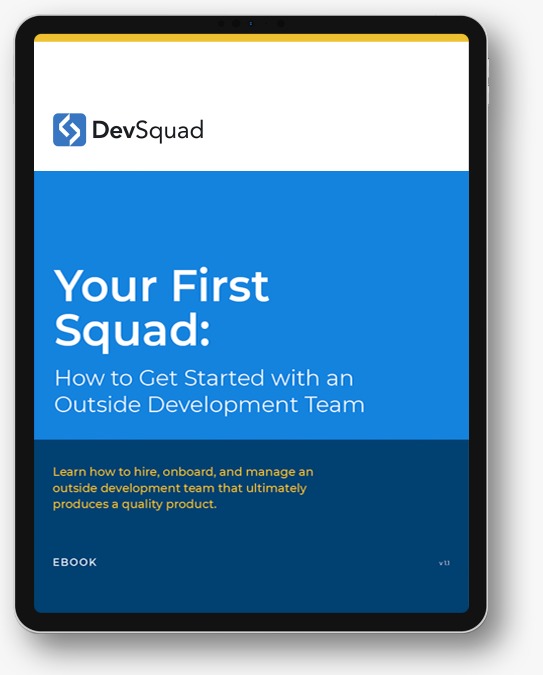 DevSquad
Your First
Squad:
How to Get Started with an
Outside Development Team
Learn how to hire, onboard, and manage an
outside development team that ultimately
produces a quality product.
EBOOK
v 1.1